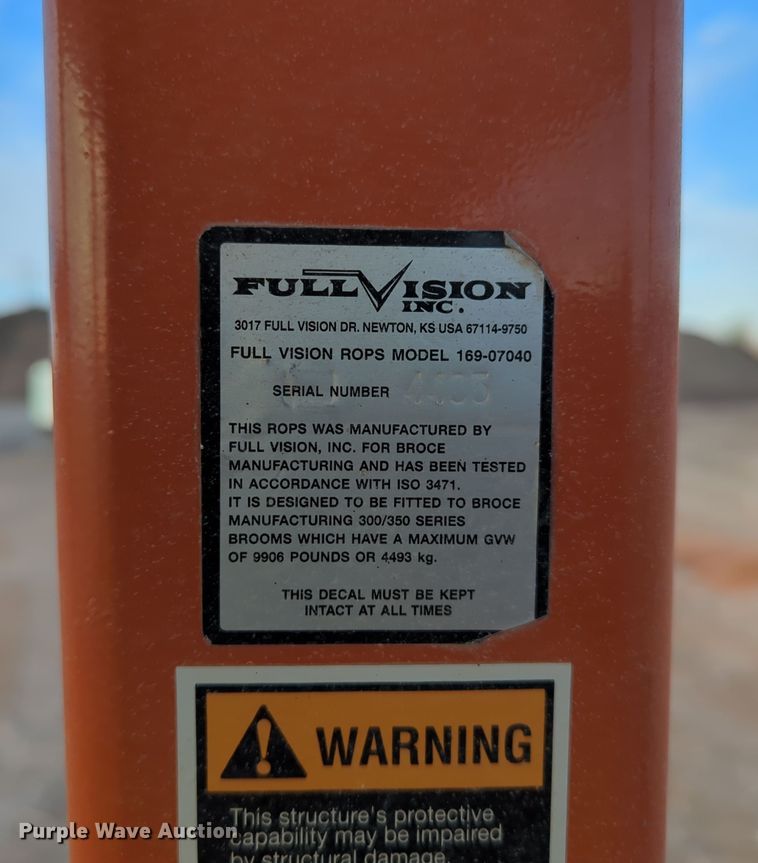 FULL VISION
INC.
3017 FULL VISION DR. NEWTON, KS USA 67114-9750
FULL VISION ROPS MODEL 169-07040
SERIAL NUMBER
THIS ROPS WAS MANUFACTURED BY
FULL VISION, INC. FOR BROCE
MANUFACTURING AND HAS BEEN TESTED
IN ACCORDANCE WITH ISO 3471.
IT IS DESIGNED TO BE FITTED TO BROCE
MANUFACTURING 300/350 SERIES
BROOMS WHICH HAVE A MAXIMUM GVW
OF 9906 POUNDS OR 4493 kg.
THIS DECAL MUST BE KEPT
INTACT AT ALL TIMES
WARNING
This structure's protective
capability may be impaired
by structural damage,
Purple Wave Auction